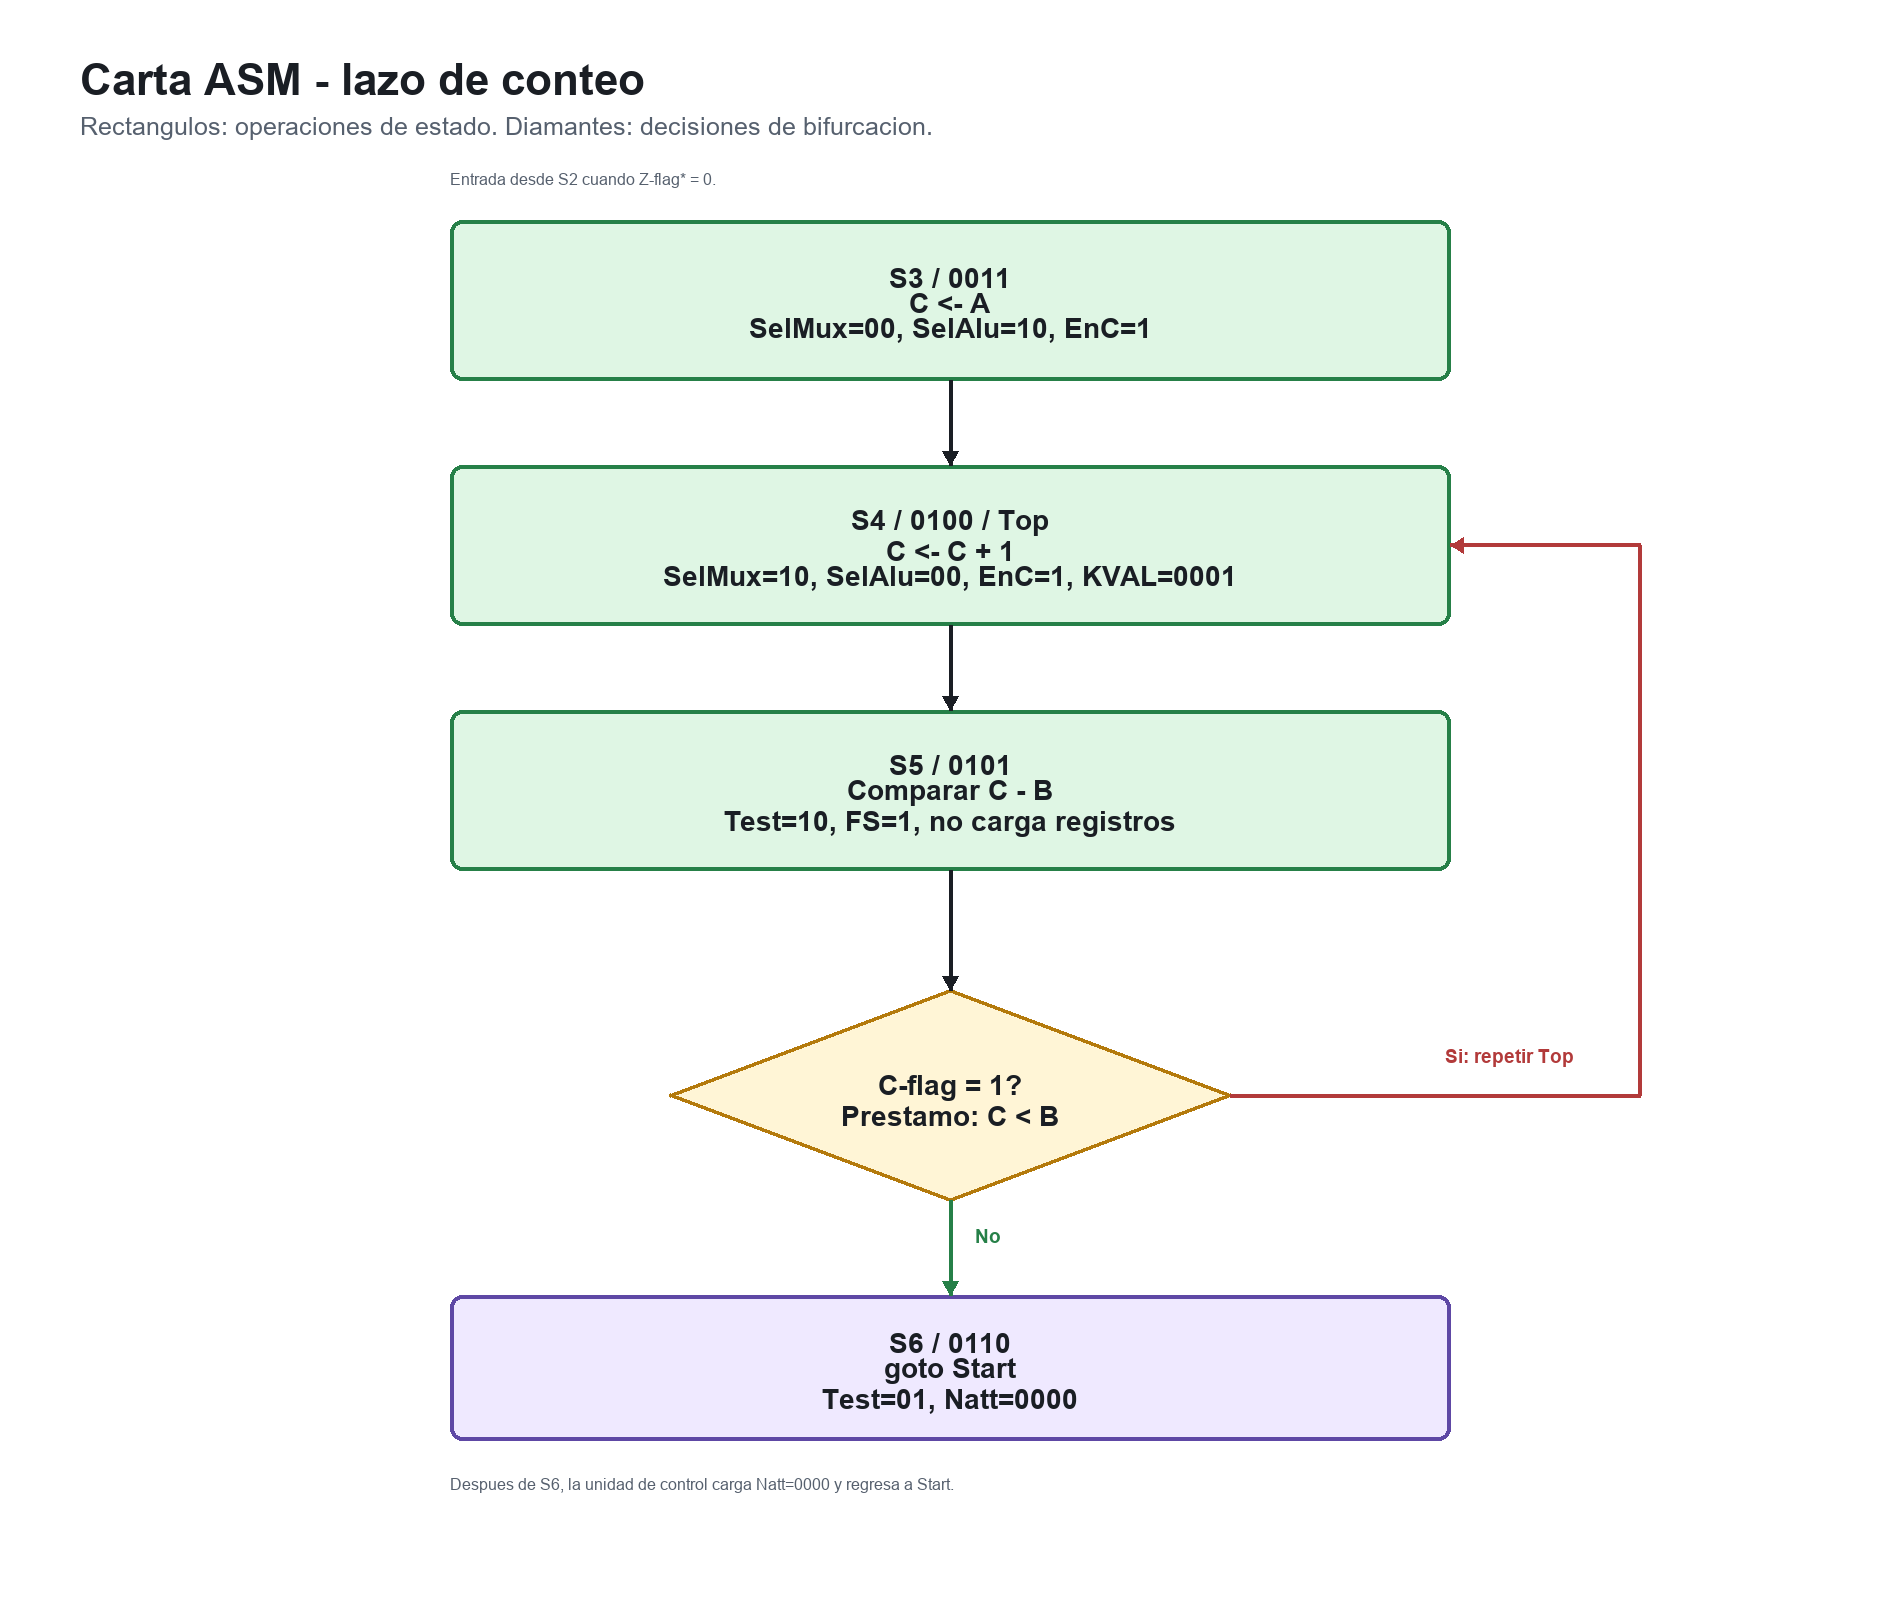 Carta ASM - lazo de conteo
Rectangulos: operaciones de estado. Diamantes: decisiones de bifurcacion.
Entrada desde S2 cuando Z-flag* = 0.
S3 / 0011
C <- A
SelMux=00, SelAlu=10, EnC=1
S4 / 0100 / Top
C <- C + 1
SelMux=10, SelAlu=00, EnC=1, KVAL=0001
S5 / 0101
Comparar C - B
Test=10, FS=1, no carga registros
C-flag = 1?
Prestamo: C < B
Si: repetir Top
No
S6 / 0110
goto Start
Test=01, Natt=0000
Despues de S6, la unidad de control carga Natt=0000 y regresa a Start.